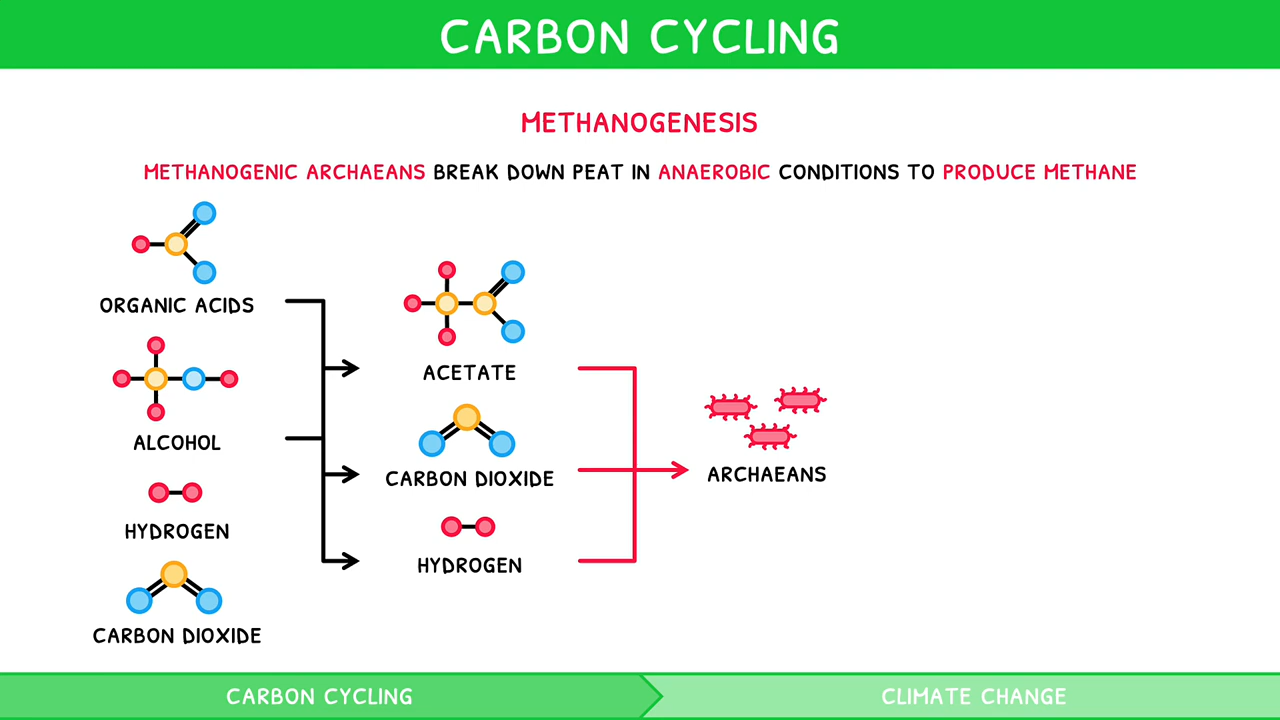 CARBON CYCLING
METHANOGENESIS
METHANOGENIC ARCHAEANS BREAK DOWN PEAT IN ANAEROBIC CONDITIONS TO PRODUCE METHANE
ORGANIC ACIDS
ALCOHOL
HYDROGEN
CARBON DIOXIDE
ACETATE
CARBON DIOXIDE
HYDROGEN
ARCHAEANS
CARBON CYCLING
CLIMATE CHANGE